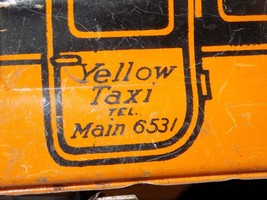 Yellow
Taxi
TEL.
Main 6531